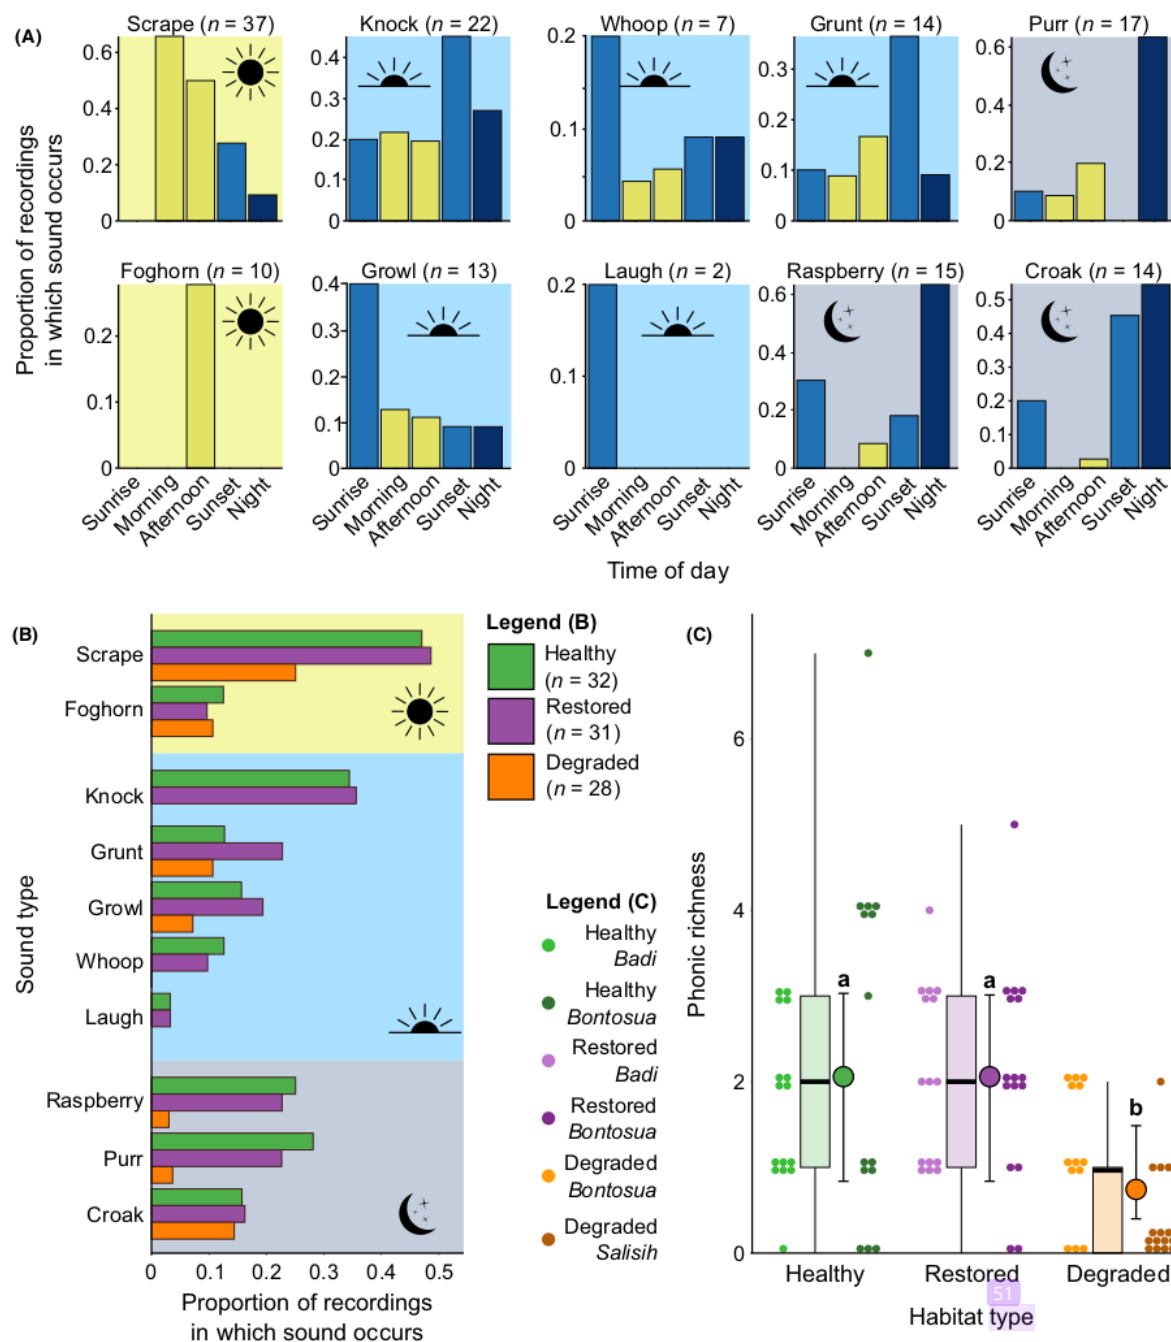 (A)
Scrape (n = 37)
Knock (n = 22)
Whoop (n = 7)
Grunt (n = 14)
Purr (n = 17)
0.6
0.4
0.2
0
0.4
0.3
0.2
0.1
0
0.2
0.1
0
0.3
0.2
0.1
0
0.6
0.4
0.2
0
Proportion of recordings
in which sound occurs
Foghorn (n = 10)
Growl (n = 13)
Laugh (n = 2)
Raspberry (n = 15)
Croak (n = 14)
0.2
0.1
0
0.4
0.3
0.2
0.1
0
0.2
0.1
0
0.6
0.4
0.2
0
0.5
0.4
0.3
0.2
0.1
0
Sunrise
Morning
Afternoon
Sunset
Night
Sunrise
Morning
Afternoon
Sunset
Night
Sunrise
Morning
Afternoon
Sunset
Night
Sunrise
Morning
Afternoon
Sunset
Night
Sunrise
Morning
Afternoon
Sunset
Night
Time of day
(B)
Sound type
Scrape
Foghorn
Knock
Grunt
Growl
Whoop
Laugh
Raspberry
Purr
Croak
0
0.1
0.2
0.3
0.4
0.5
Proportion of recordings
in which sound occurs
Legend (B)
Healthy
(n = 32)
Restored
(n = 31)
Degraded
(n = 28)
Legend (C)
Healthy
Badi
Healthy
Bontosua
Restored
Badi
Restored
Bontosua
Degraded
Bontosua
Degraded
Salisih
(C)
Phonic richness
6
4
2
0
a
a
b
Healthy
Restored
Degraded
51
Habitat type